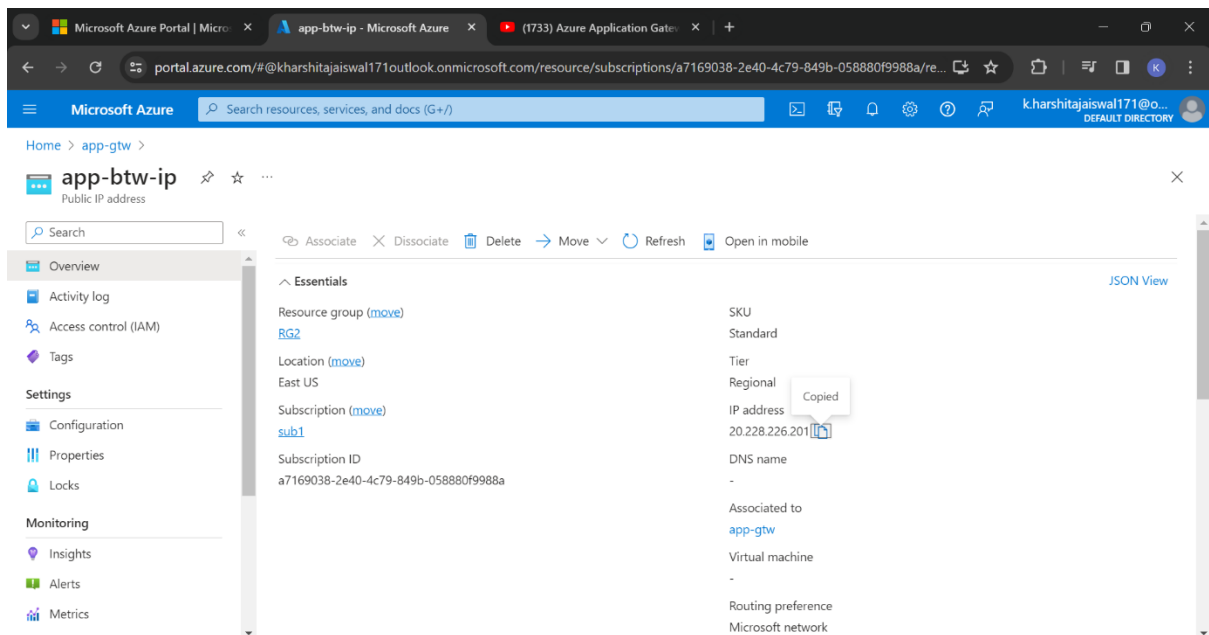 Microsoft Azure Portal | Micro
app-btw-ip - Microsoft Azure
(1733) Azure Application Gatew
portal.azure.com/#@kharshitajaiswal171outlook.onmicrosoft.com/resource/subscriptions/a7169038-2e40-4c79-849b-058880f9988a/re...
K
Microsoft Azure
Search resources, services, and docs (G+/)
k.harshitajaiswal171@o...
DEFAULT DIRECTORY
Home > app-gtw >
app-btw-ip
Public IP address
Search
Associate
Dissociate
Delete
Move
Refresh
Open in mobile
Overview
Activity log
Access control (IAM)
Tags
Settings
Configuration
Properties
Locks
Monitoring
Insights
Alerts
Metrics
Essentials
JSON View
Resource group (move)
RG2
Location (move)
East US
Subscription (move)
sub1
Subscription ID
a7169038-2e40-4c79-849b-058880f9988a
SKU
Standard
Tier
Regional
Copied
IP address
20.228.226.201
DNS name
-
Associated to
app-gtw
Virtual machine
-
Routing preference
Microsoft network